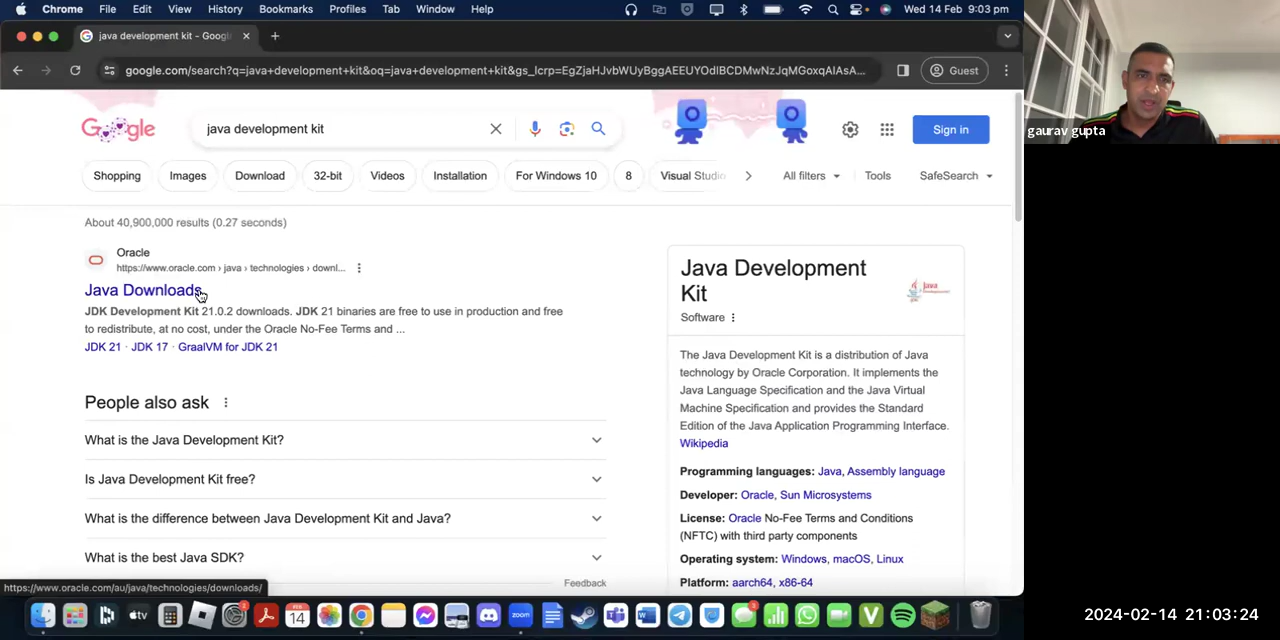 Chrome File Edit View History Bookmarks Profiles Tab Window Help Wed 14 Feb 9:03 pm
java development kit - Googl
google.com/search?q=java+development+kit&oq=java+development+kit&gs_lcrp=EgZjaHJvbWUyBggAEEUYOdIBCDMwNzJqMGoxqAIAsA... Guest
Google java development kit Sign in
Shopping Images Download 32-bit Videos Installation For Windows 10 8 Visual Studio All filters Tools SafeSearch
About 40,900,000 results (0.27 seconds)
Oracle
https://www.oracle.com › java › technologies › downl...
Java Downloads
JDK Development Kit 21.0.2 downloads. JDK 21 binaries are free to use in production and free
to redistribute, at no cost, under the Oracle No-Fee Terms and ...
JDK 21 · JDK 17 · GraalVM for JDK 21
People also ask
What is the Java Development Kit?
Is Java Development Kit free?
What is the difference between Java Development Kit and Java?
What is the best Java SDK?
Feedback
Java Development
Kit
Software
The Java Development Kit is a distribution of Java
technology by Oracle Corporation. It implements the
Java Language Specification and the Java Virtual
Machine Specification and provides the Standard
Edition of the Java Application Programming Interface.
Wikipedia
Programming languages: Java, Assembly language
Developer: Oracle, Sun Microsystems
License: Oracle No-Fee Terms and Conditions
(NFTC) with third party components
Operating system: Windows, macOS, Linux
Platform: aarch64, x86-64
https://www.oracle.com/au/java/technologies/downloads/
gaurav gupta
2024-02-14 21:03:24